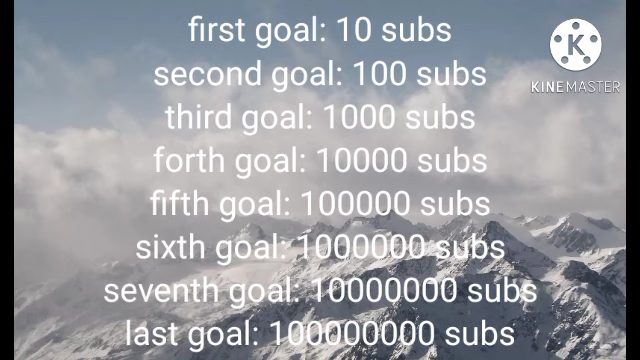 first goal: 10 subs
second goal: 100 subs
third goal: 1000 subs
forth goal: 10000 subs
fifth goal: 100000 subs
sixth goal: 1000000 subs
seventh goal: 10000000 subs
last goal: 100000000 subs
K
KINEMASTER